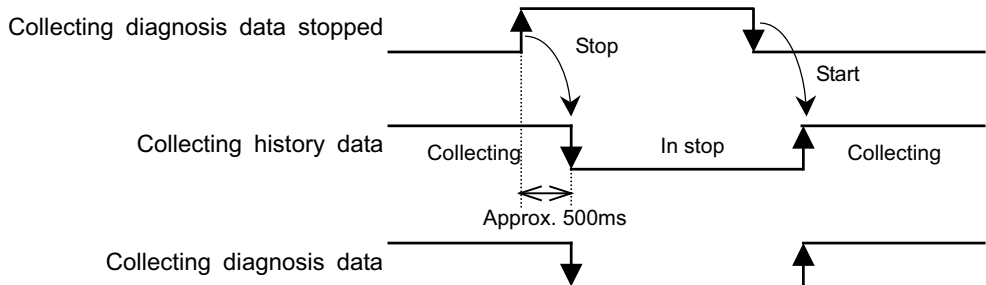 Collecting diagnosis data stopped
Stop
Start
Collecting history data
Collecting
In stop
Collecting
Approx. 500ms
Collecting diagnosis data